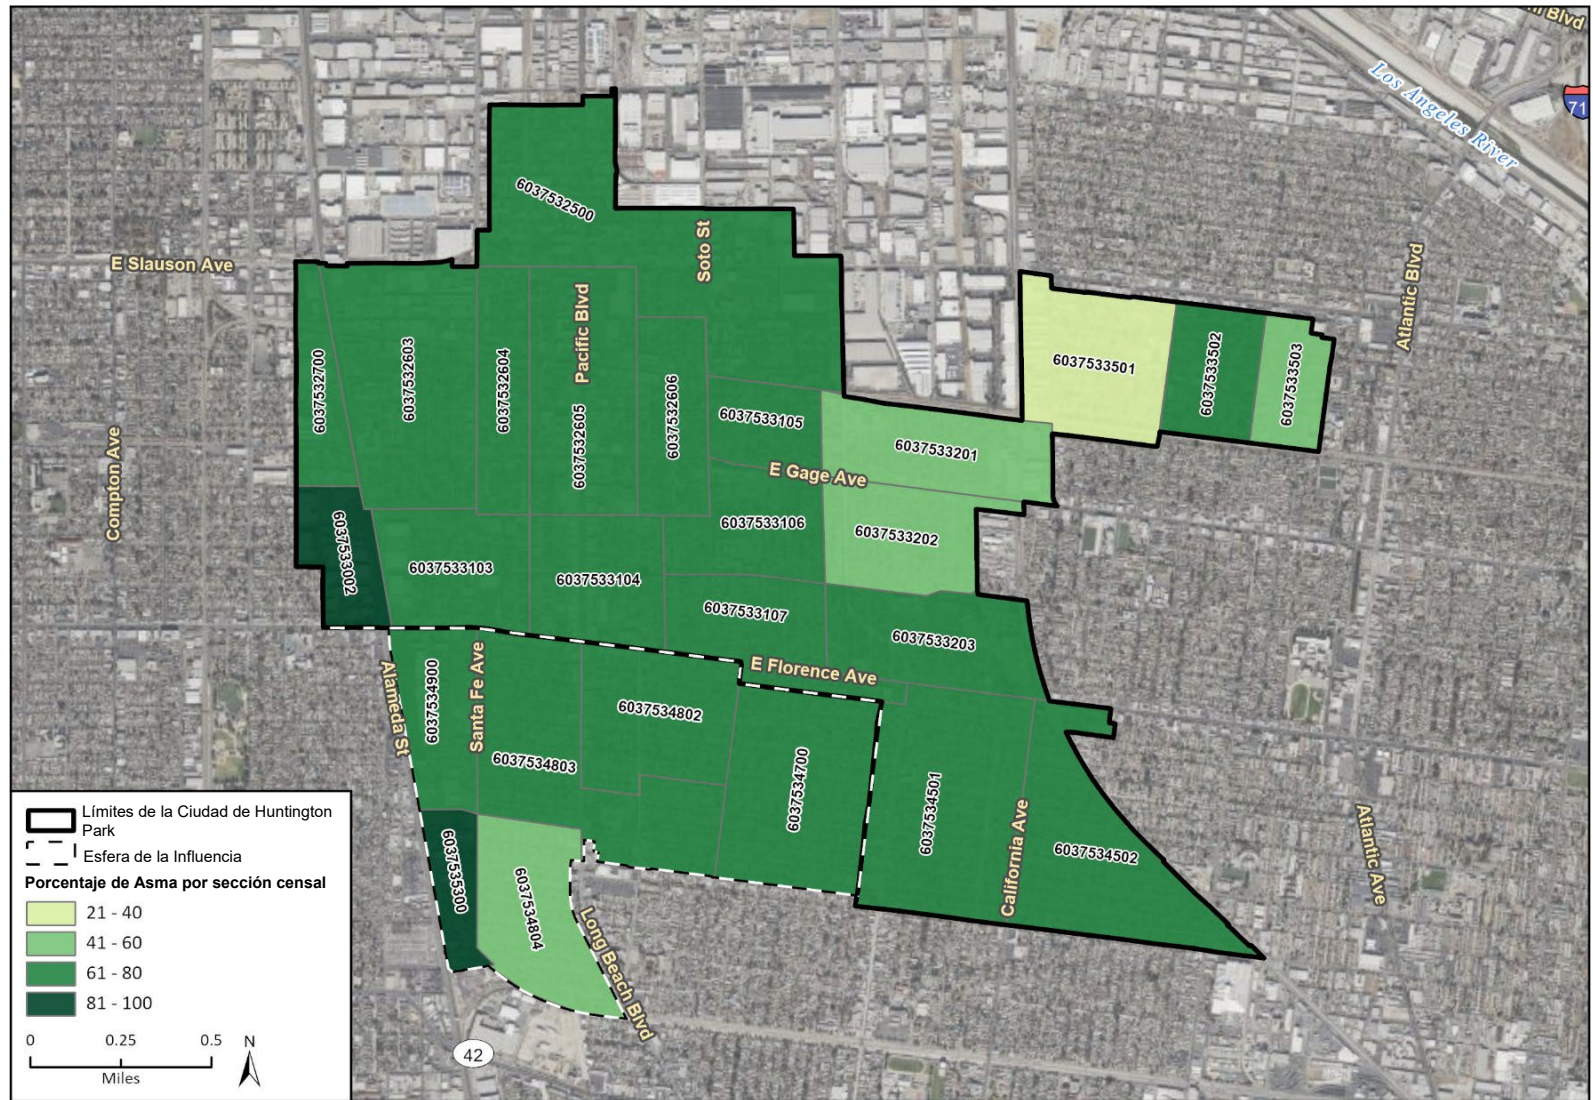 ni Blvd
Los Angeles River
71
E Slauson Ave
6037532500
Soto St
Atlantic Blvd
Pacific Blvd
6037532700
6037532603
6037532604
6037532605
6037532606
6037533105
6037533201
6037533501
6037533502
6037533503
Compton Ave
E Gage Ave
6037533002
6037533103
6037533104
6037533106
6037533202
6037533107
6037533203
E Florence Ave
Alameda St
6037534900
Santa Fe Ave
6037534803
6037534802
6037534700
6037534501
California Ave
6037534502
Atlantic Ave
6037535300
6037534804
Long Beach Blvd
42
Límites de la Ciudad de Huntington
Park
Esfera de la Influencia
Porcentaje de Asma por sección censal
21 - 40
41 - 60
61 - 80
81 - 100
0 0.25 0.5
Miles
N